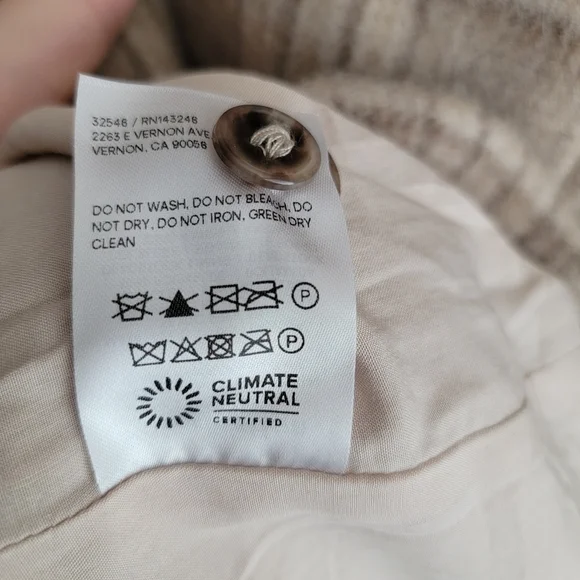 32546 / RN143246
2263 E VERNON AVE
VERNON, CA 90058
DO NOT WASH, DO NOT BLEACH, DO
NOT DRY, DO NOT IRON, GREEN DRY
CLEAN
P
P
CLIMATE
NEUTRAL
CERTIFIED